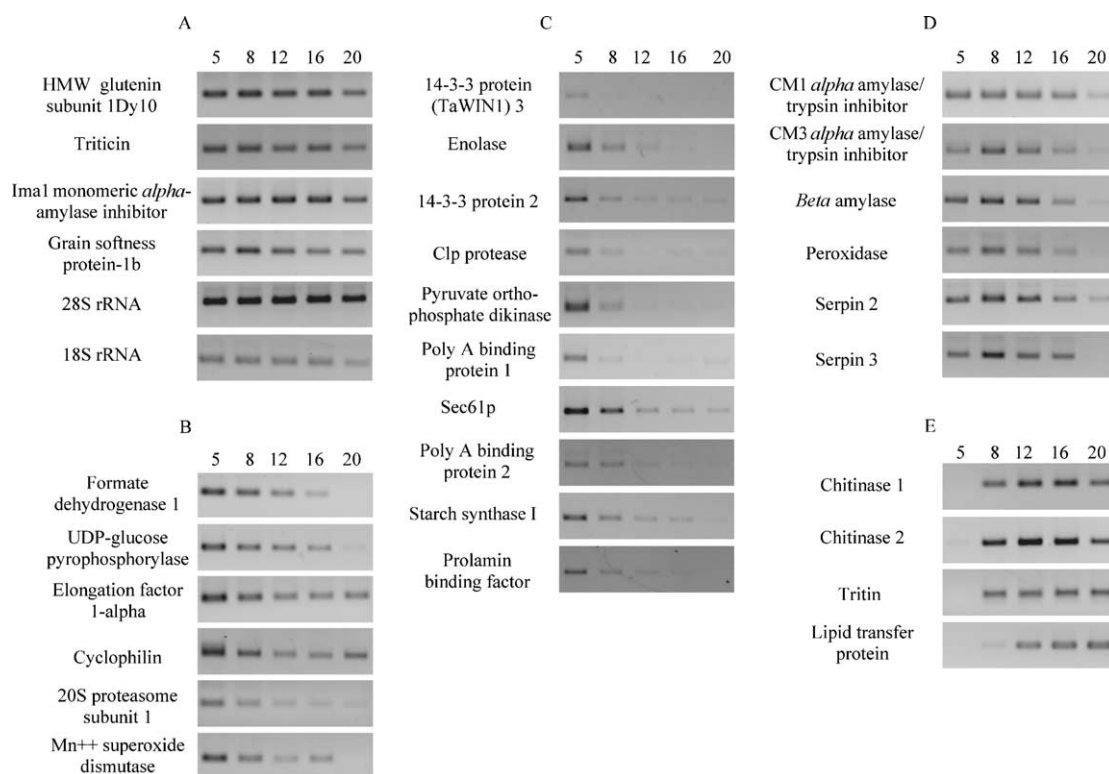 A
5 8 12 16 20
HMW glutenin
subunit 1Dy10
Triticin
Ima1 monomeric alpha-
amylase inhibitor
Grain softness
protein-1b
28S rRNA
18S rRNA
B
5 8 12 16 20
Formate
dehydrogenase 1
UDP-glucose
pyrophosphorylase
Elongation factor
1-alpha
Cyclophilin
20S proteasome
subunit 1
Mn++ superoxide
dismutase
C
5 8 12 16 20
14-3-3 protein
(TaWIN1) 3
Enolase
14-3-3 protein 2
Clp protease
Pyruvate ortho-
phosphate dikinase
Poly A binding
protein 1
Sec61p
Poly A binding
protein 2
Starch synthase I
Prolamin
binding factor
D
5 8 12 16 20
CM1 alpha amylase/
trypsin inhibitor
CM3 alpha amylase/
trypsin inhibitor
Beta amylase
Peroxidase
Serpin 2
Serpin 3
E
5 8 12 16 20
Chitinase 1
Chitinase 2
Tritin
Lipid transfer
protein